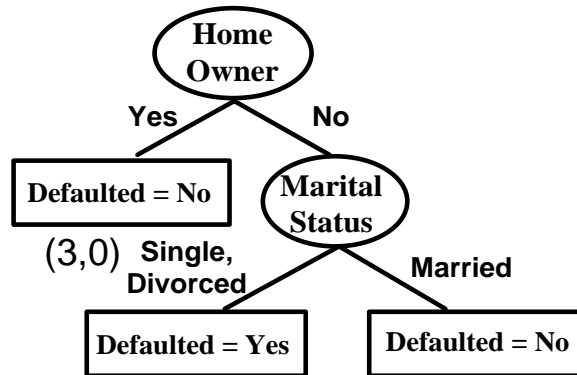 Home
Owner
Yes
No
Defaulted = No
Marital
Status
(3,0)
Single,
Divorced
Married
Defaulted = Yes
Defaulted = No